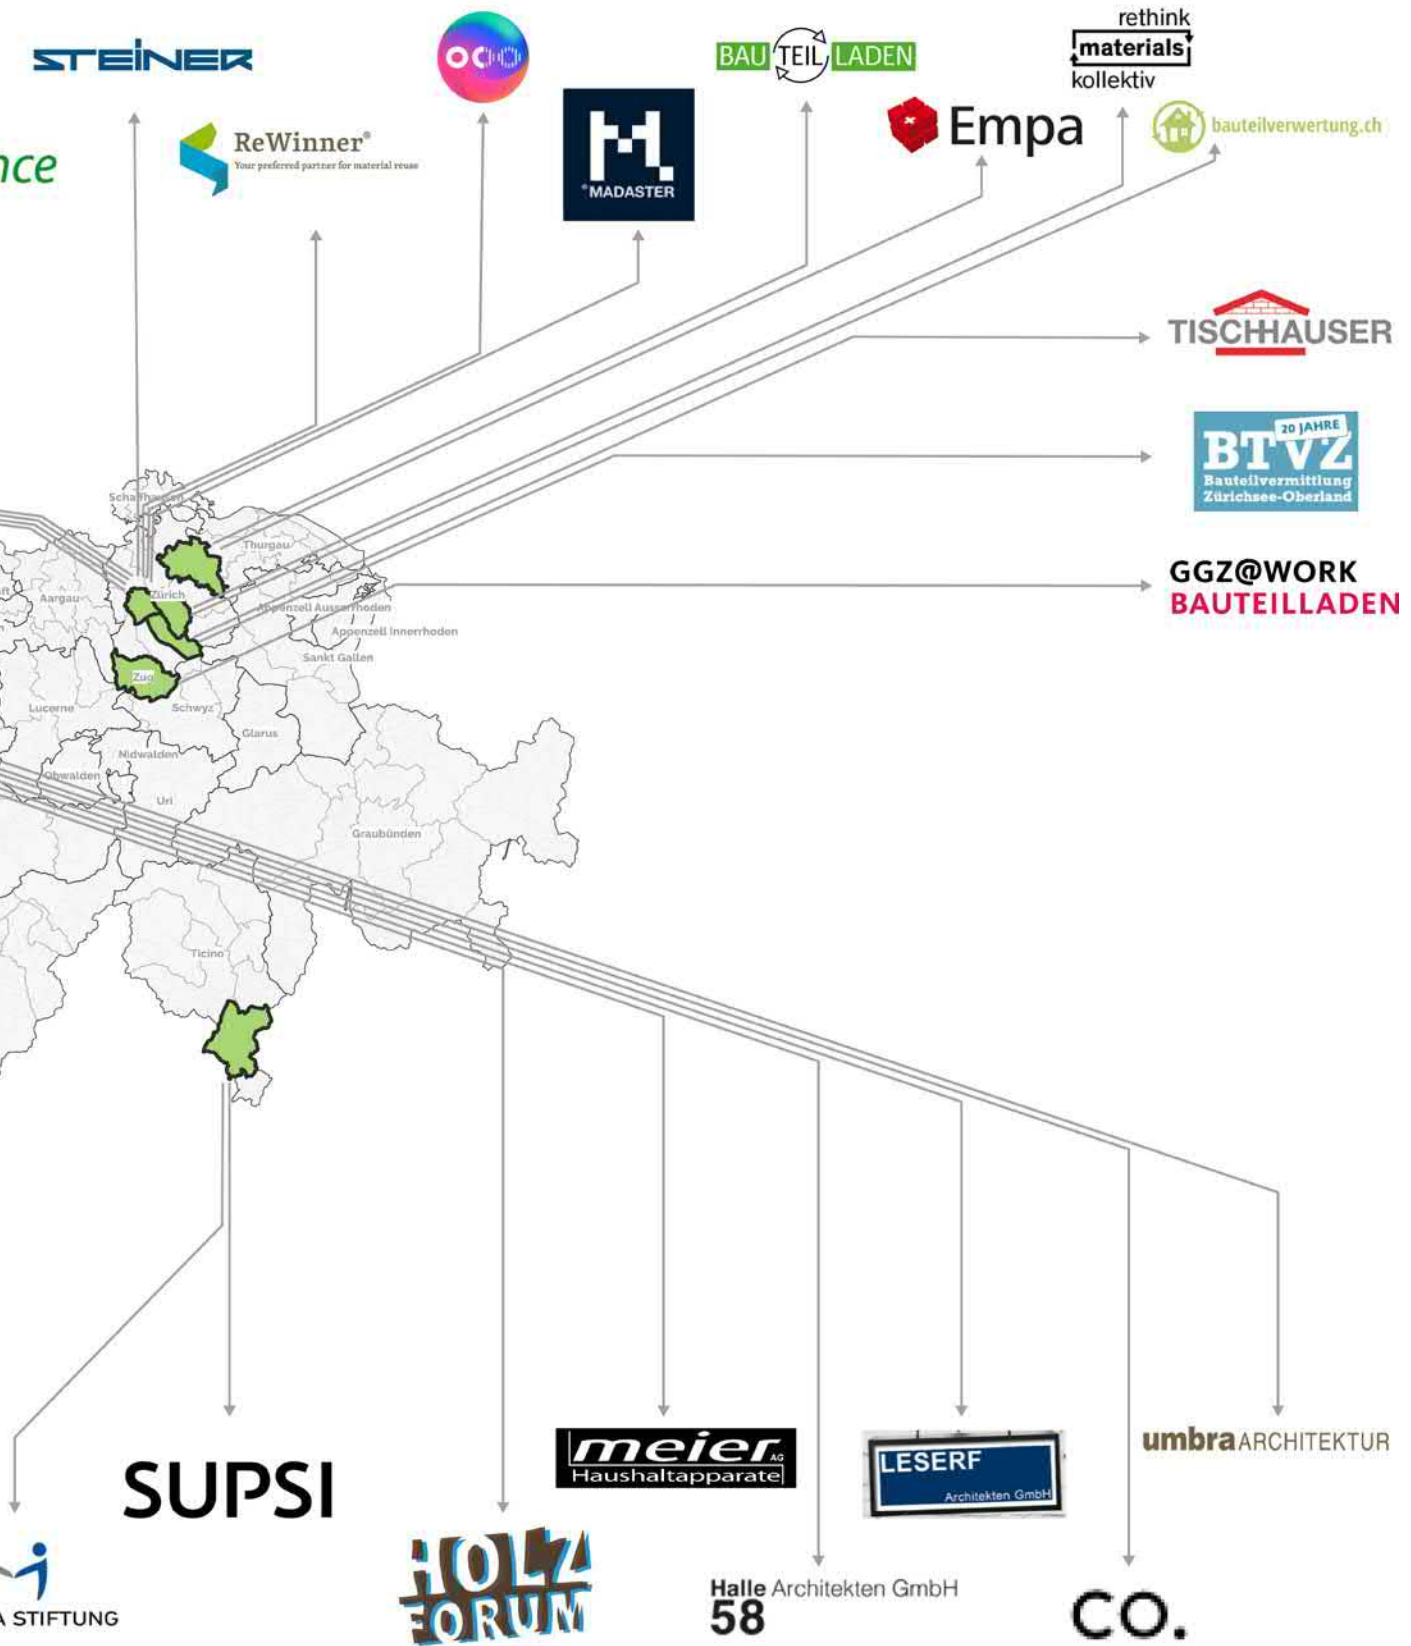 STEINER
nce
ReWinner®
Your preferred partner for material reuse
MADASTER
BAU TEIL LADEN
Empa
rethink
materials
kollektiv
bauteilverwertung.ch
TISCHHAUSER
20 JAHRE
BTVZ
Bauteilvermittlung
Zürichsee-Oberland
GGZ@WORK
BAUTEILLADEN
Schaffhausen
Thurgau
Aargau
Zürich
Appenzell Ausserrhoden
Appenzell Innerrhoden
Sankt Gallen
Zug
Lucerne
Schwyz
Glarus
Nidwalden
Obwalden
Uri
Graubünden
Ticino
SUPSI
A STIFTUNG
HOLZ
FORUM
meier AG
Haushaltapparate
Halle Architekten GmbH
58
LESERF
Architekten GmbH
CO.
umbraARCHITEKTUR